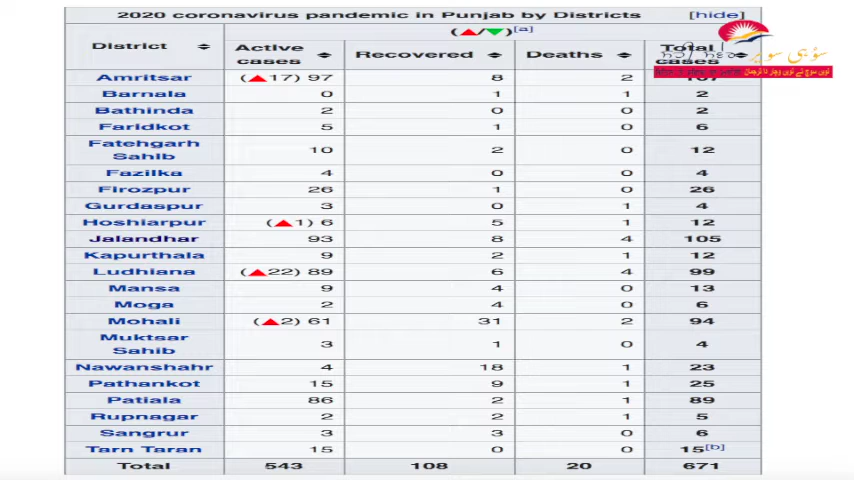 2020 coronavirus pandemic in Punjab by Districts [hide]
District
(▲/▼)[a]
Active cases Recovered Deaths Total cases
Amritsar (▲17) 97 8 2 107
Barnala 0 1 1 2
Bathinda 2 0 0 2
Faridkot 5 1 0 6
Fatehgarh Sahib 10 2 0 12
Fazilka 4 0 0 4
Firozpur 26 1 0 26
Gurdaspur 3 0 1 4
Hoshiarpur (▲1) 6 5 1 12
Jalandhar 93 8 4 105
Kapurthala 9 2 1 12
Ludhiana (▲22) 89 6 4 99
Mansa 9 4 0 13
Moga 2 4 0 6
Mohali (▲2) 61 31 2 94
Muktsar Sahib 3 1 0 4
Nawanshahr 4 18 1 23
Pathankot 15 9 1 25
Patiala 86 2 1 89
Rupnagar 2 2 1 5
Sangrur 3 3 0 6
Tarn Taran 15 0 0 15[b]
Total 543 108 20 671